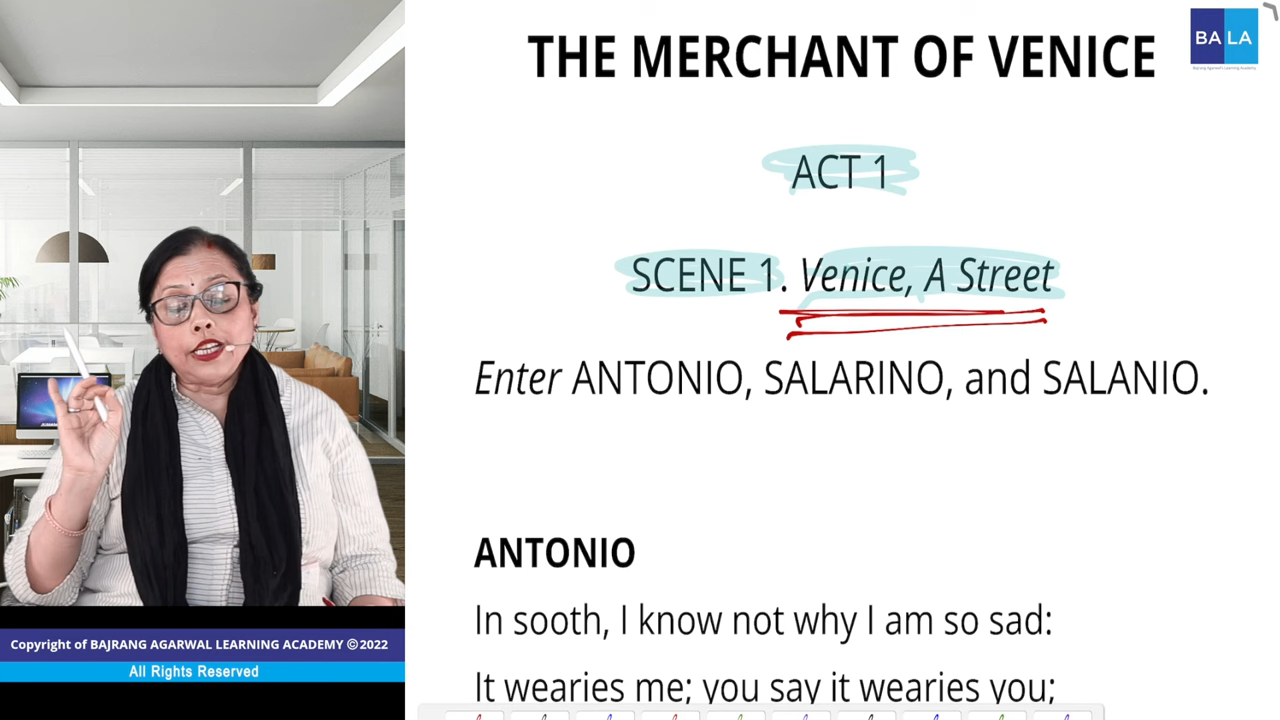 THE MERCHANT OF VENICE
BA LA
ACT 1
SCENE 1. Venice, A Street
Enter ANTONIO, SALARINO, and SALANIO.
ANTONIO
In sooth, I know not why I am so sad:
It wearies me; you say it wearies you;
Copyright of BAJRANG AGARWAL LEARNING ACADEMY ©2022
All Rights Reserved